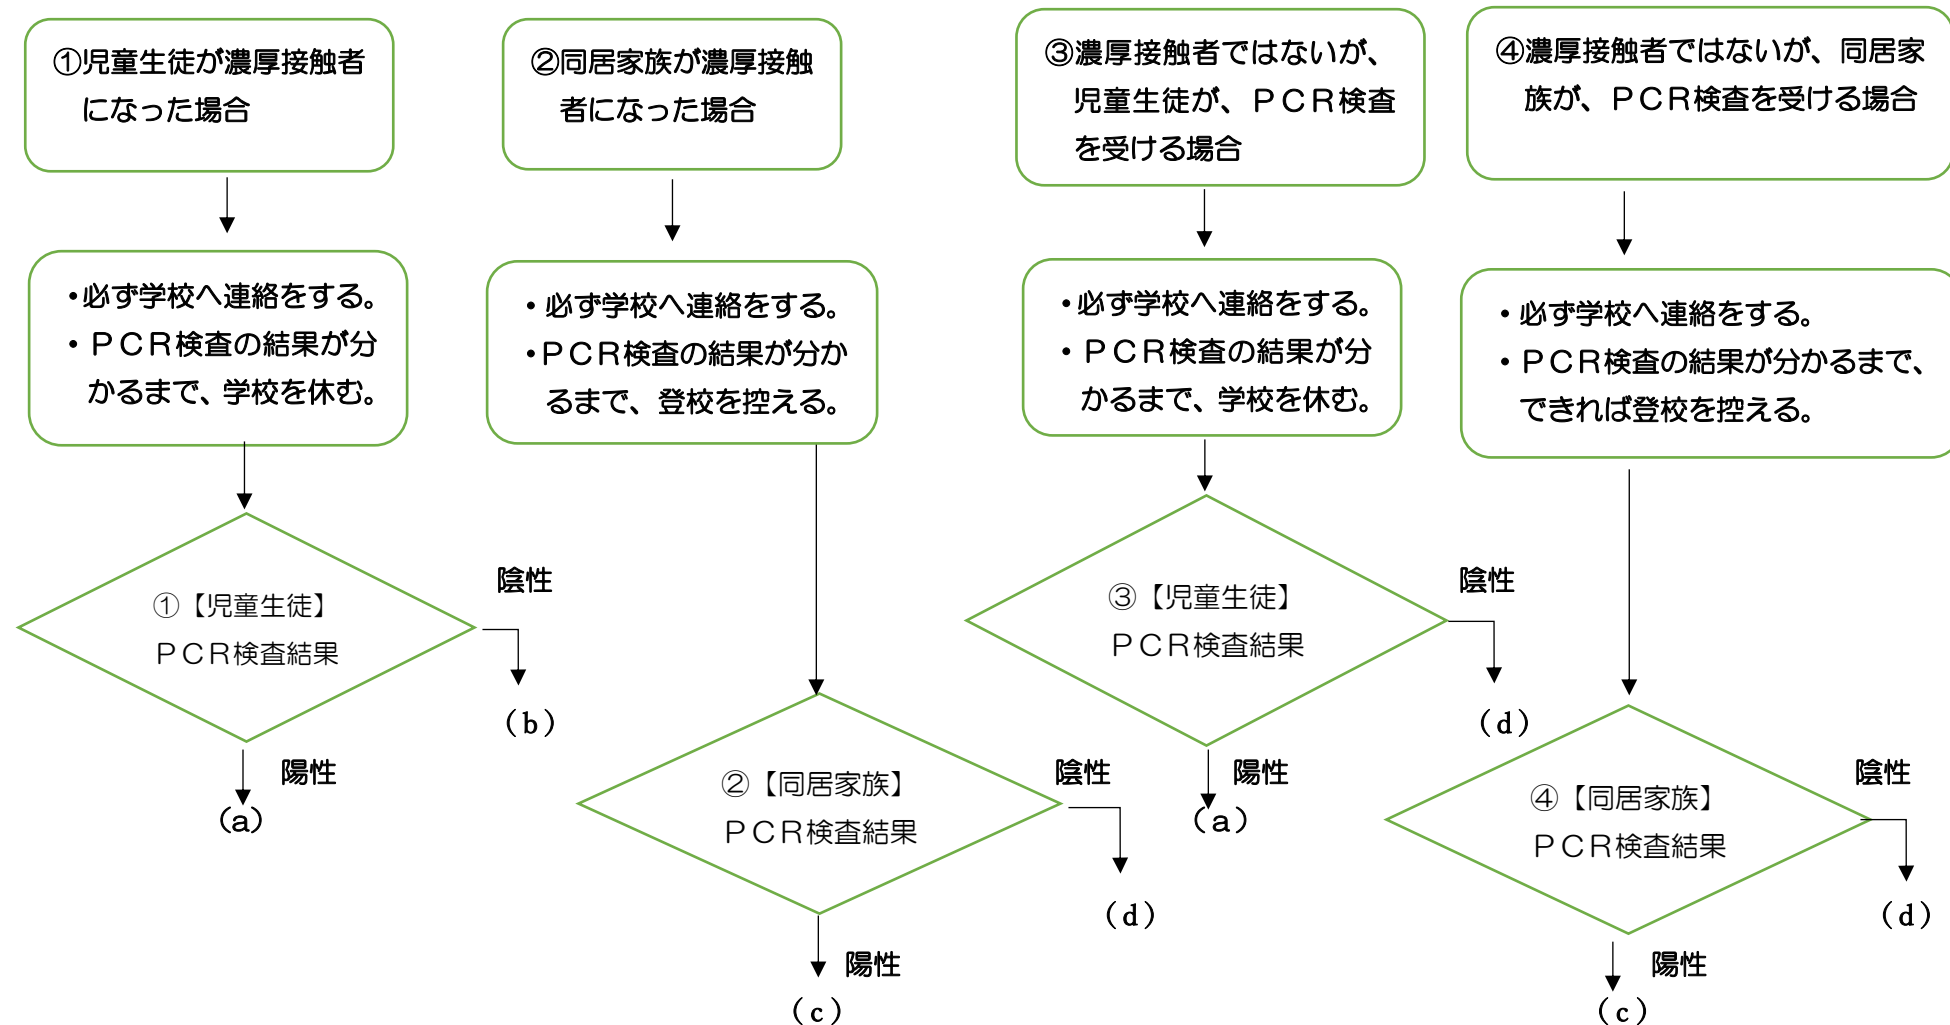 ①児童生徒が濃厚接触者
になった場合
②同居家族が濃厚接触
者になった場合
③濃厚接触者ではないが、
児童生徒が、ＰＣＲ検査
を受ける場合
④濃厚接触者ではないが、同居家
族が、ＰＣＲ検査を受ける場合
・必ず学校へ連絡をする。
・ＰＣＲ検査の結果が分
かるまで、学校を休む。
・必ず学校へ連絡をする。
・ＰＣＲ検査の結果が分か
るまで、登校を控える。
・必ず学校へ連絡をする。
・ＰＣＲ検査の結果が分
かるまで、学校を休む。
・必ず学校へ連絡をする。
・ＰＣＲ検査の結果が分かるまで、
できれば登校を控える。
①【児童生徒】
ＰＣＲ検査結果
陰性
（b）
陽性
（a）
②【同居家族】
ＰＣＲ検査結果
陰性
（d）
陽性
（c）
③【児童生徒】
ＰＣＲ検査結果
陰性
（d）
陽性
（a）
④【同居家族】
ＰＣＲ検査結果
陰性
（d）
陽性
（c）